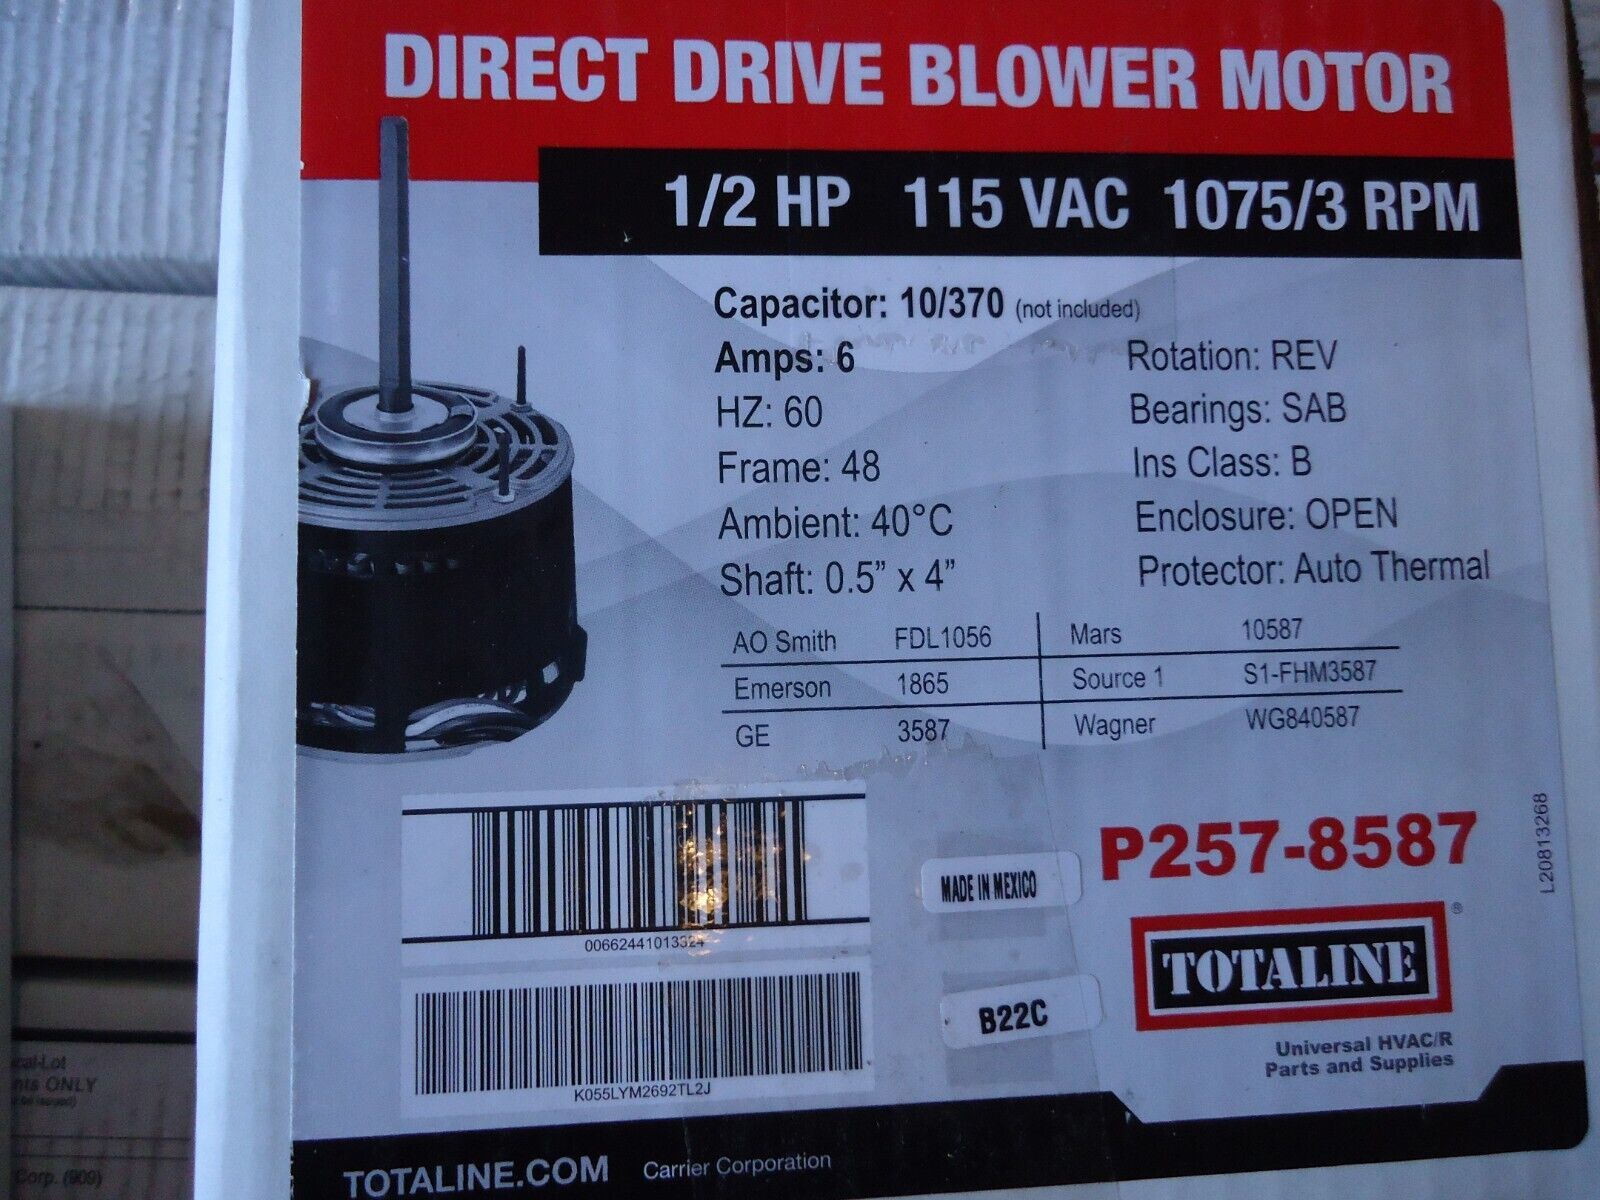 DIRECT DRIVE BLOWER MOTOR
1/2 HP 115 VAC 1075/3 RPM
Capacitor: 10/370 (not included)
Amps: 6
HZ: 60
Frame: 48
Ambient: 40°C
Shaft: 0.5” x 4”
Rotation: REV
Bearings: SAB
Ins Class: B
Enclosure: OPEN
Protector: Auto Thermal
AO Smith FDL1056 Mars 10587
Emerson 1865 Source 1 S1-FHM3587
GE 3587 Wagner WG840587
00662441013324
K055LYM2692TL2J
MADE IN MEXICO
B22C
P257-8587
L20813268
TOTALINE®
Universal HVAC/R
Parts and Supplies
TOTALINE.COM Carrier Corporation
ONLY
Corp. (909)